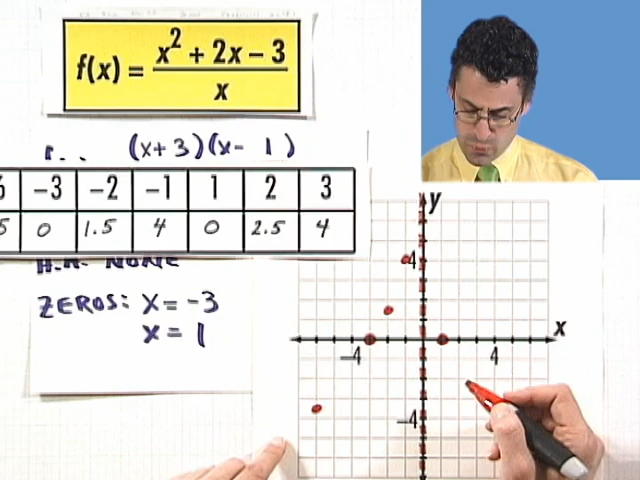 f(x) = x² + 2x − 3 / x
(x+3)(x- 1)
−3 −2 −1 1 2 3
0 1.5 4 0 2.5 4
H.A. NONE
ZEROS: x = -3
x = 1
y
4
x
−4 4
−4